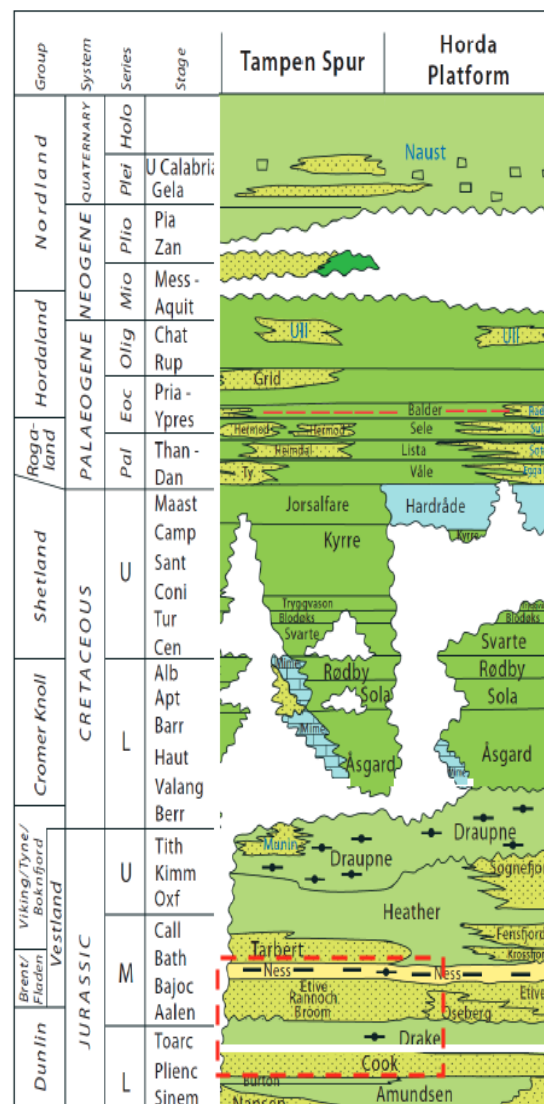 Group
System
Series
Stage
Tampen Spur
Horda
Platform
Nordland
Hordaland
Roga-
land
Shetland
Cromer Knoll
Viking/Tyne/
Boknfjord
Vestland
Brent/
Fladen
Dunlin
QUATERNARY
NEOGENE
PALAEOGENE
CRETACEOUS
JURASSIC
Holo
Plei
Plio
Mio
Olig
Eoc
Pal
U
L
U
M
L
U Calabria
Gela
Pia
Zan
Mess -
Aquit
Chat
Rup
Pria -
Ypres
Than -
Dan
Maast
Camp
Sant
Coni
Tur
Cen
Alb
Apt
Barr
Haut
Valang
Berr
Tith
Kimm
Oxf
Call
Bath
Bajoc
Aalen
Toarc
Plienc
Sinem
Naust
Ull Ull
Grid
Balder
Hermod Hermod Sele
Heimdal Lista
Ty Våle
Jorsalfare Hardråde
Kyrre Kyrre
Tryggvason
Blodøks Blodøks
Svarte Svarte
Mime Rødby Rødby
Sola Sola
Mime
Åsgard Åsgard
Mime
Munin Draupne
Draupne
Sognefjord
Heather
Fensfjord
Tarbert Krossfjord
Ness Ness
Etive Etive
Rannoch
Broom Oseberg
Drake
Cook
Burton
Amundsen
Nansen